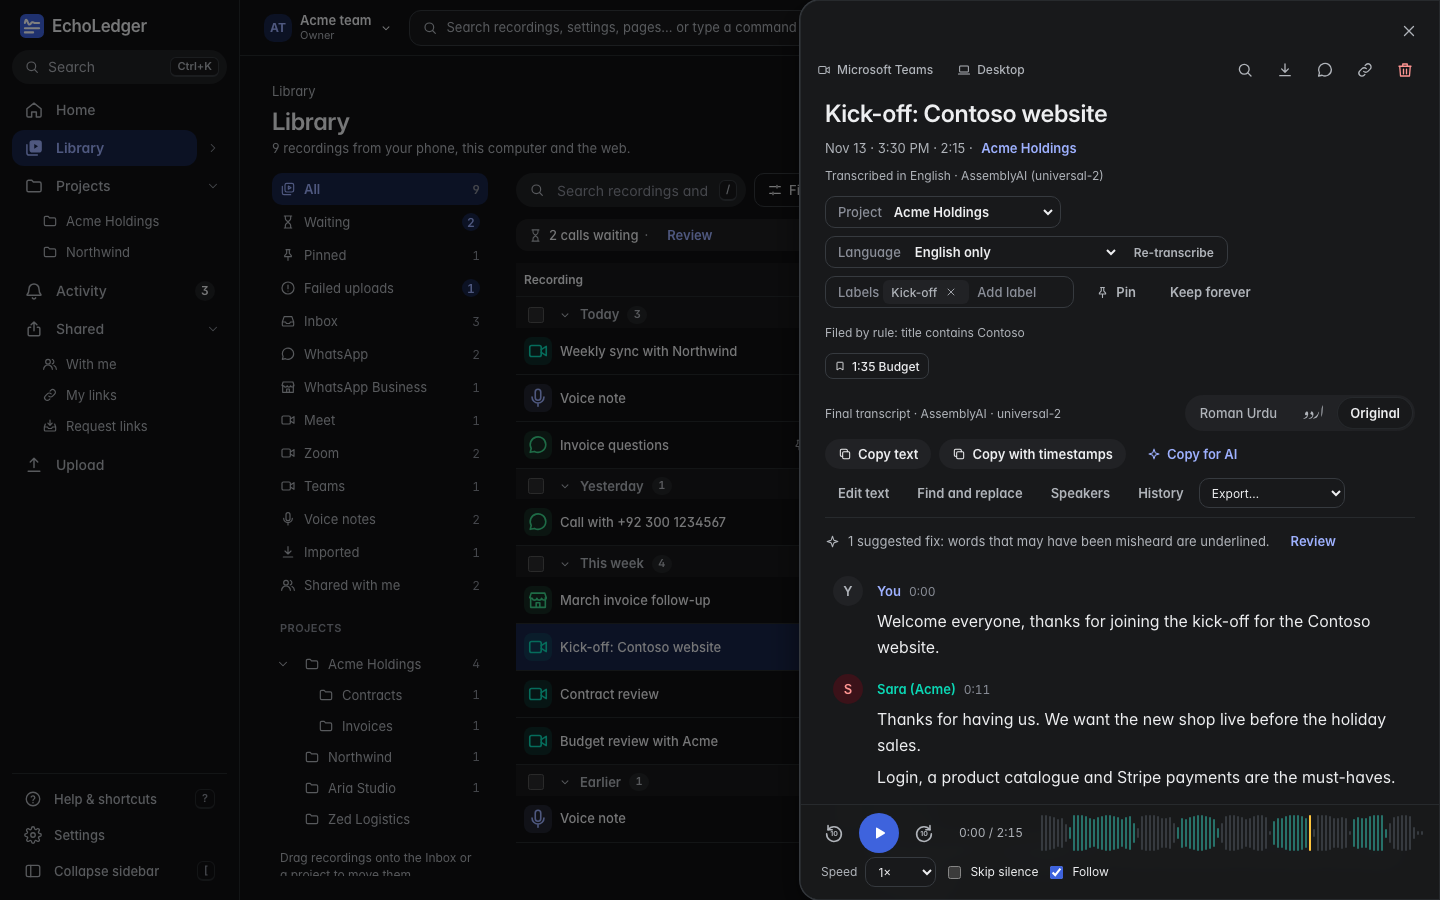 EchoLedger
Search
Ctrl+K
Home
Library
Projects
Acme Holdings
Northwind
Activity
3
Shared
With me
My links
Request links
Upload
Help & shortcuts
?
Settings
Collapse sidebar
[
AT
Acme team
Owner
Search recordings, settings, pages... or type a command
Library
Library
9 recordings from your phone, this computer and the web.
All 9
Waiting 2
Pinned 1
Failed uploads 1
Inbox 3
WhatsApp 2
WhatsApp Business 1
Meet 1
Zoom 2
Teams 1
Voice notes 2
Imported 1
Shared with me 2
PROJECTS
Acme Holdings 4
Contracts 1
Invoices 1
Northwind 1
Aria Studio 1
Zed Logistics
Drag recordings onto the Inbox or
a project to move them
Search recordings and
/
Fi
2 calls waiting ·
Review
Recording
Today 3
Weekly sync with Northwind
Voice note
Invoice questions
Yesterday 1
Call with +92 300 1234567
This week 4
March invoice follow-up
Kick-off: Contoso website
Contract review
Budget review with Acme
Earlier 1
Voice note
Microsoft Teams
Desktop
Kick-off: Contoso website
Nov 13 · 3:30 PM · 2:15 · Acme Holdings
Transcribed in English · AssemblyAI (universal-2)
Project Acme Holdings
Language English only Re-transcribe
Labels Kick-off × Add label
Pin
Keep forever
Filed by rule: title contains Contoso
1:35 Budget
Final transcript · AssemblyAI · universal-2
Roman Urdu
اردو
Original
Copy text
Copy with timestamps
Copy for AI
Edit text
Find and replace
Speakers
History
Export...
1 suggested fix: words that may have been misheard are underlined.
Review
Y
You 0:00
Welcome everyone, thanks for joining the kick-off for the Contoso
website.
S
Sara (Acme) 0:11
Thanks for having us. We want the new shop live before the holiday
sales.
Login, a product catalogue and Stripe payments are the must-haves.
10
10
0:00 / 2:15
Speed
1×
Skip silence
Follow